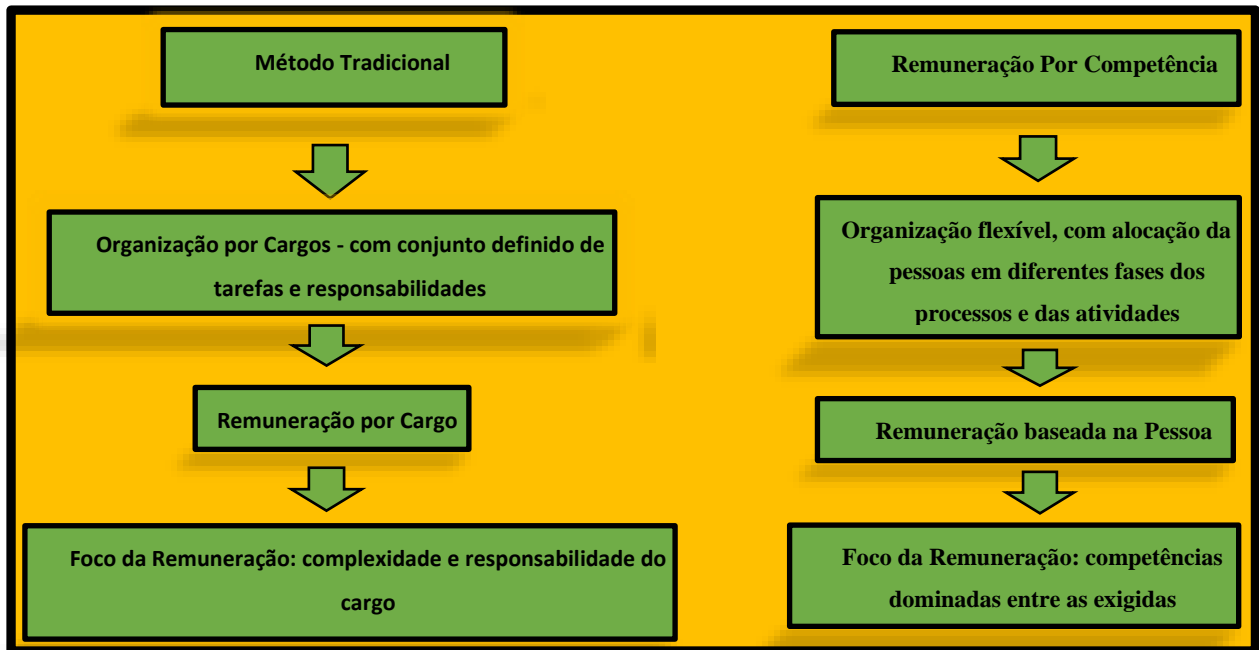 Método Tradicional
Organização por Cargos - com conjunto definido de
tarefas e responsabilidades
Remuneração por Cargo
Foco da Remuneração: complexidade e responsabilidade do
cargo
Remuneração Por Competência
Organização flexível, com alocação da
pessoas em diferentes fases dos
processos e das atividades
Remuneração baseada na Pessoa
Foco da Remuneração: competências
dominadas entre as exigidas